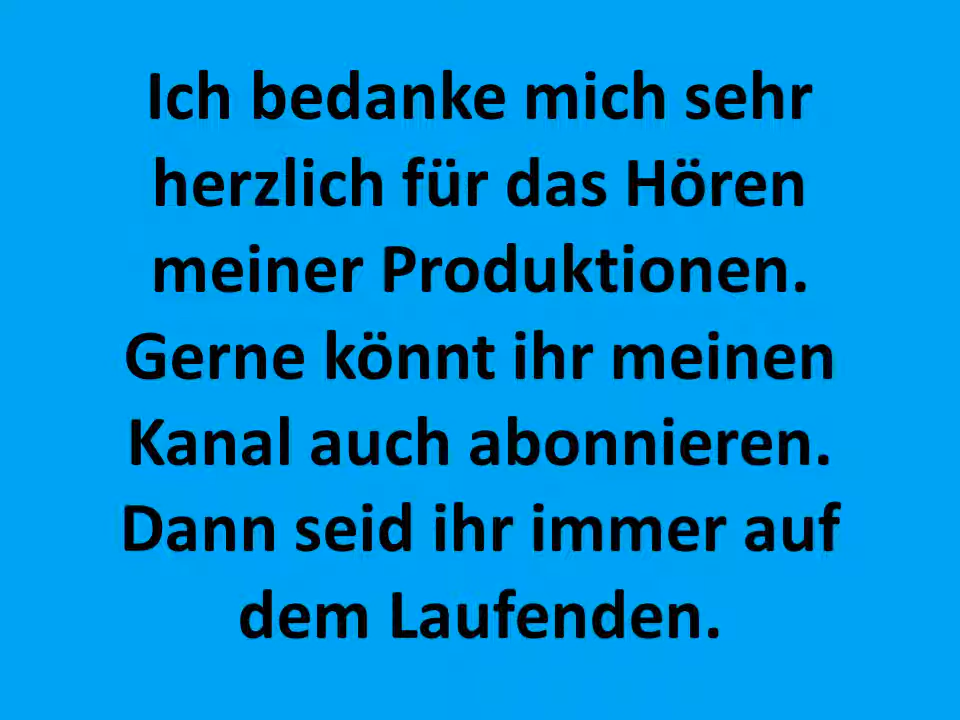 Ich bedanke mich sehr
herzlich für das Hören
meiner Produktionen.
Gerne könnt ihr meinen
Kanal auch abonnieren.
Dann seid ihr immer auf
dem Laufenden.